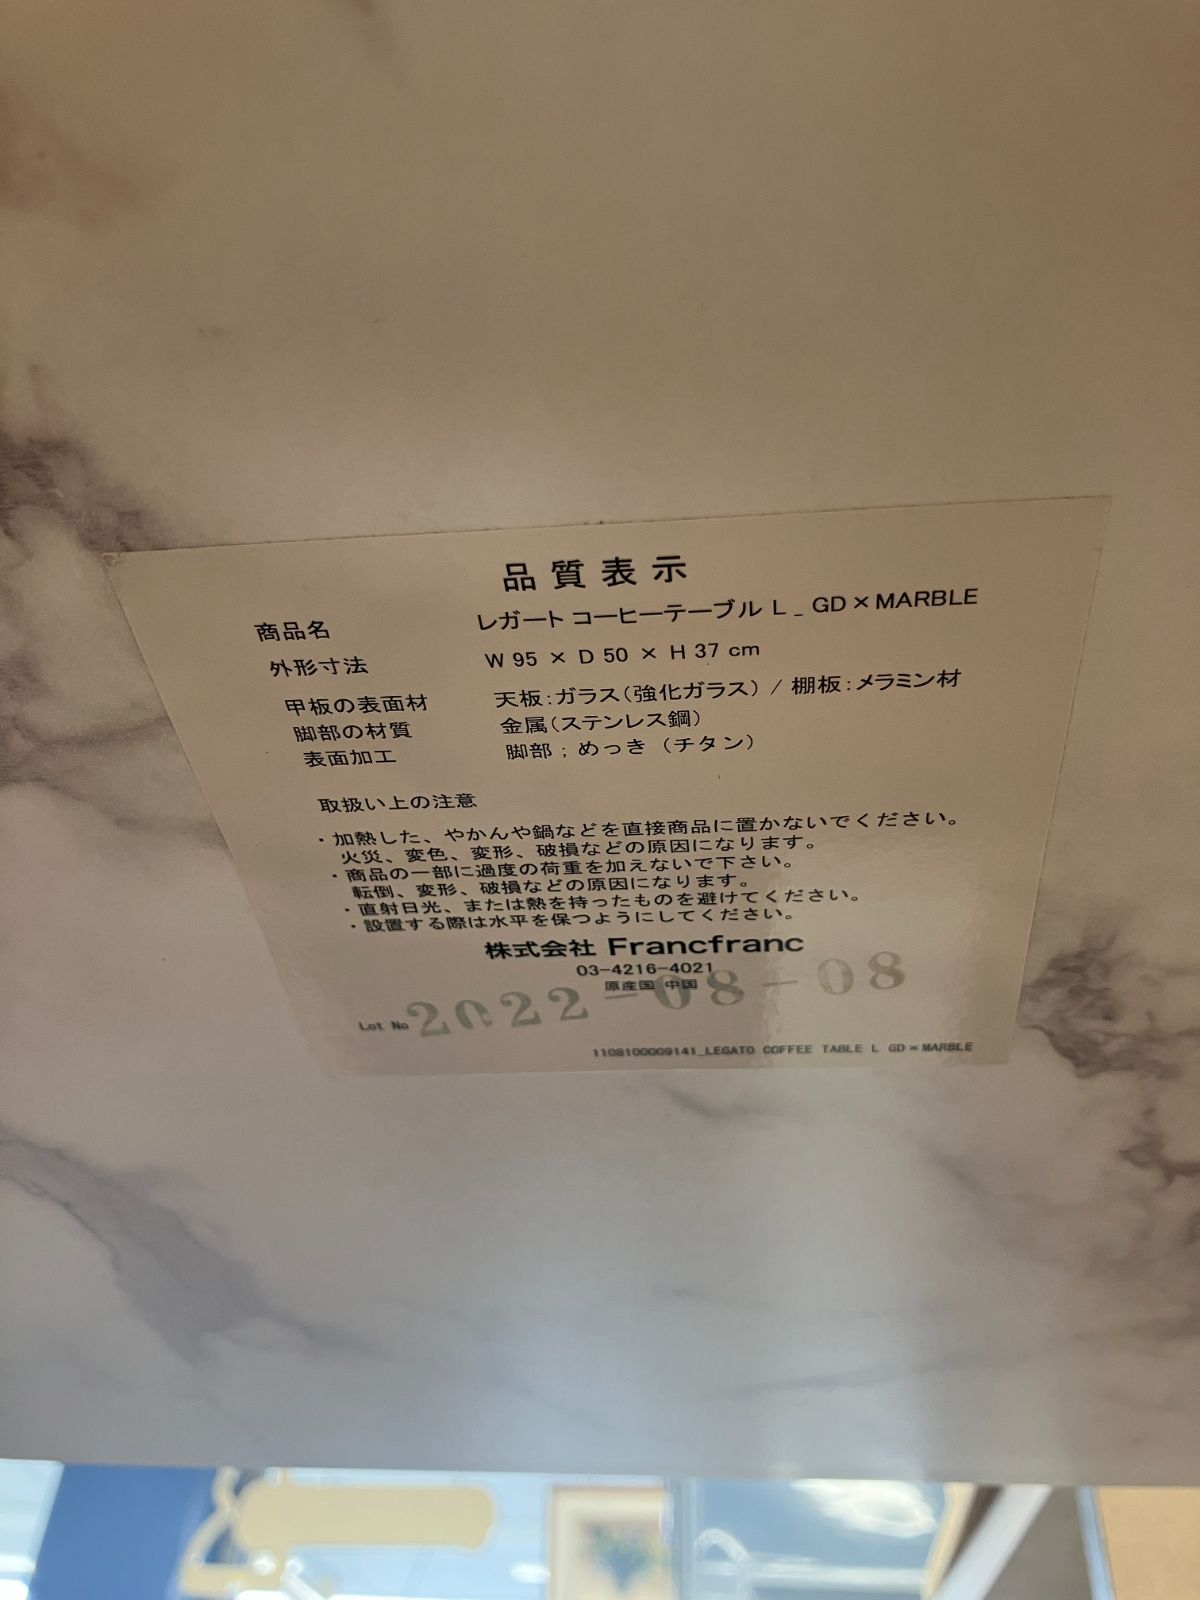 品質表示
商品名 レガート コーヒーテーブル L _ GD×MARBLE
外形寸法 W 95 × D 50 × H 37 cm
甲板の表面材 天板:ガラス(強化ガラス) / 棚板:メラミン材
脚部の材質 金属(ステンレス鋼)
表面加工 脚部 ; めっき (チタン)
取扱い上の注意
・加熱した、やかんや鍋などを直接商品に置かないでください。
火災、変色、変形、破損などの原因になります。
・商品の一部に過度の荷重を加えないで下さい。
転倒、変形、破損などの原因になります。
・直射日光、または熱を持ったものを避けてください。
・設置する際は水平を保つようにしてください。
株式会社 Francfranc
03-4216-4021
原産国 中国
Lot No 2022-08-08
1108100009141_LEGATO COFFEE TABLE L GD×MARBLE